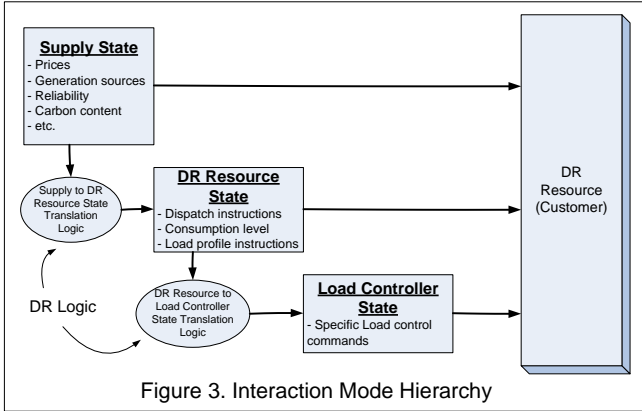 Supply State
- Prices
- Generation sources
- Reliability
- Carbon content
- etc.
DR
Resource
(Customer)
Supply to DR
Resource State
Translation
Logic
DR Resource
State
- Dispatch instructions
- Consumption level
- Load profile instructions
DR Logic
DR Resource to
Load Controller
State Translation
Logic
Load Controller
State
- Specific Load control
commands
Figure 3. Interaction Mode Hierarchy